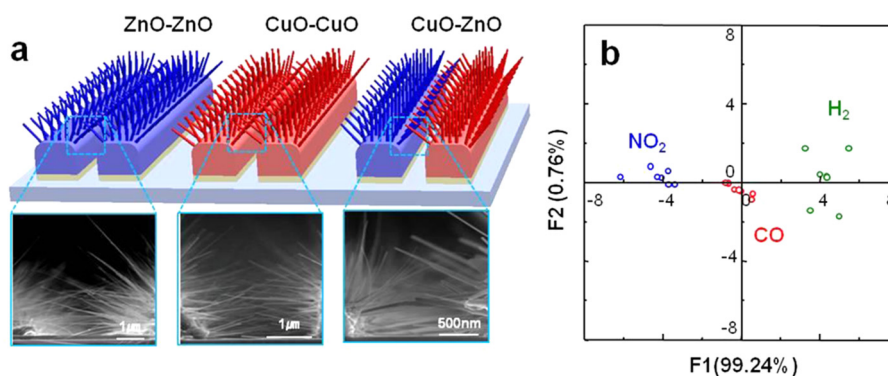 a
ZnO-ZnO
CuO-CuO
CuO-ZnO
1㎛
1㎛
500nm
b
8
4
0
-4
-8
-8
-4
0
4
8
NO₂
H₂
CO
F2 (0.76%)
F1(99.24%)